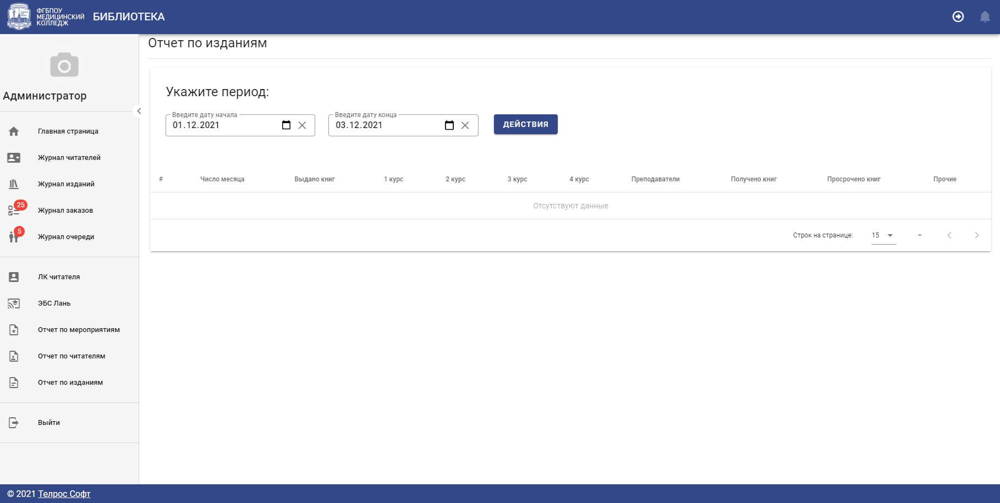 ФГБПОУ
МЕДИЦИНСКИЙ
КОЛЛЕДЖ
БИБЛИОТЕКА
Администратор
Главная страница
Журнал читателей
Журнал изданий
25
Журнал заказов
5
Журнал очереди
ЛК читателя
ЭБС Лань
Отчет по мероприятиям
Отчет по читателям
Отчет по изданиям
Выйти
Отчет по изданиям
Укажите период:
Введите дату начала
01.12.2021
Введите дату конца
03.12.2021
ДЕЙСТВИЯ
# Число месяца Выдано книг 1 курс 2 курс 3 курс 4 курс Преподаватели Получено книг Просрочено книг Прочие
Отсутствуют данные
Строк на странице: 15 –
© 2021 Телрос Софт